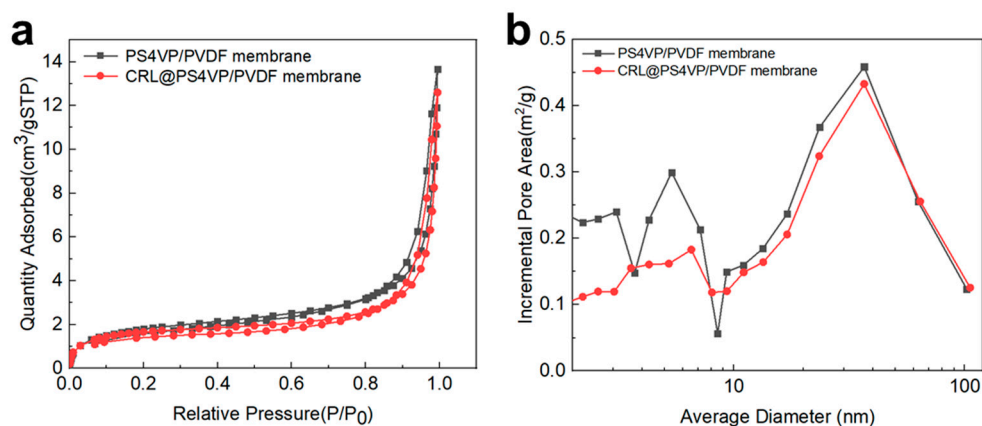 a
PS4VP/PVDF membrane
CRL@PS4VP/PVDF membrane
Quantity Adsorbed(cm³/gSTP)
14
12
10
8
6
4
2
0
0.0 0.2 0.4 0.6 0.8 1.0
Relative Pressure(P/P₀)
b
PS4VP/PVDF membrane
CRL@PS4VP/PVDF membrane
Incremental Pore Area(m²/g)
0.5
0.4
0.3
0.2
0.1
0.0
10 100
Average Diameter (nm)